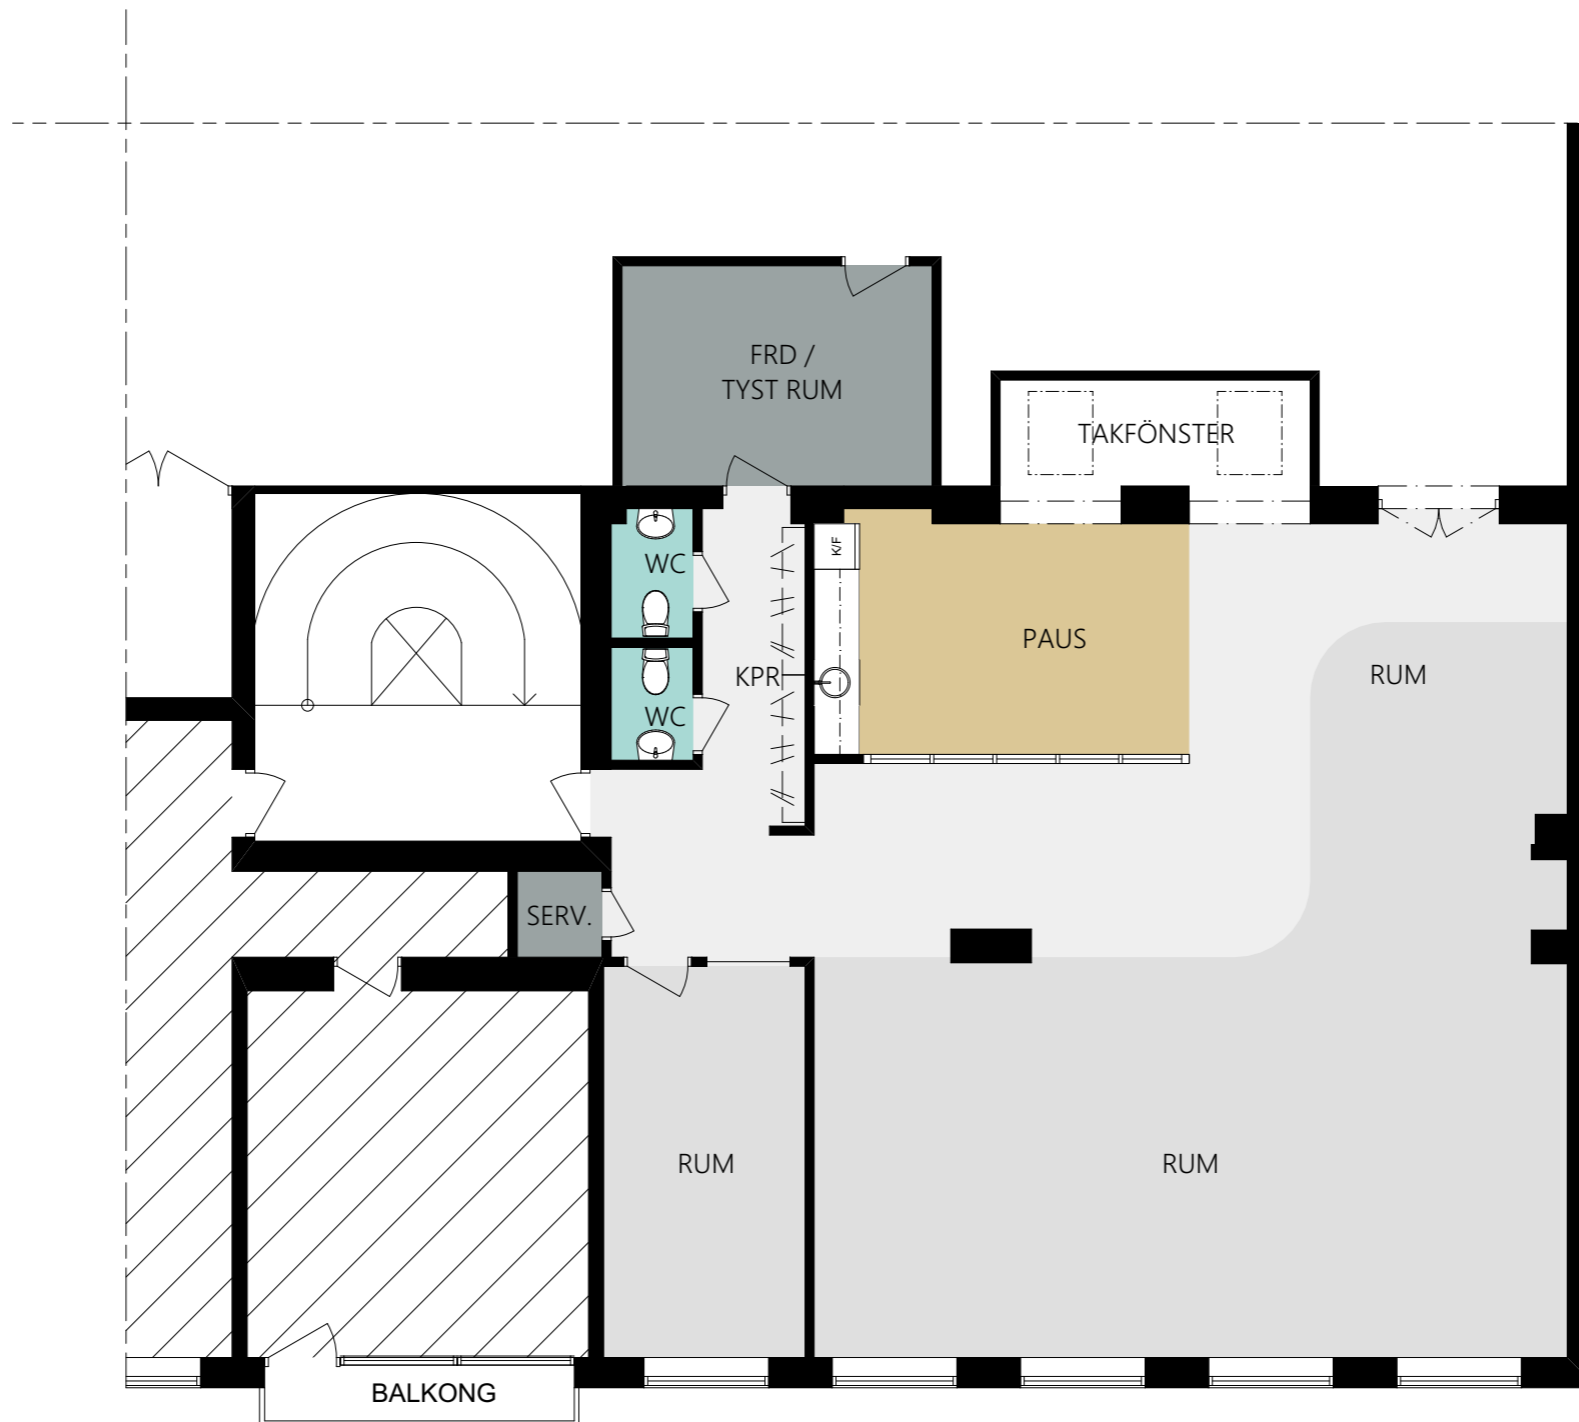 FRD /
TYST RUM
TAKFÖNSTER
K/F
WC
PAUS
KPR
RUM
WC
SERV.
RUM
RUM
BALKONG